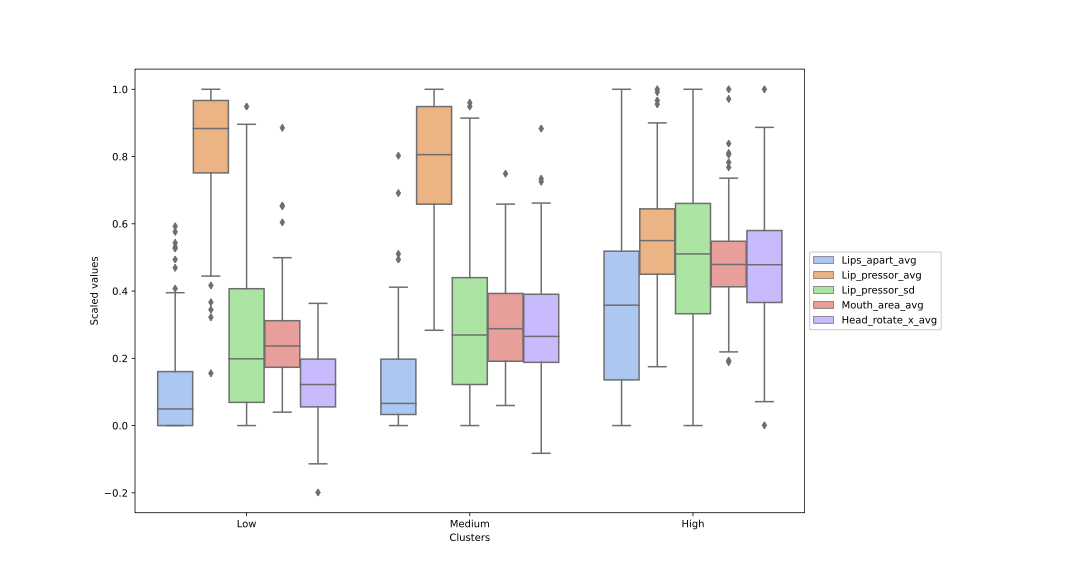 1.0
0.8
0.6
0.4
0.2
0.0
−0.2
Scaled values
Low
Medium
High
Clusters
Lips_apart_avg
Lip_pressor_avg
Lip_pressor_sd
Mouth_area_avg
Head_rotate_x_avg